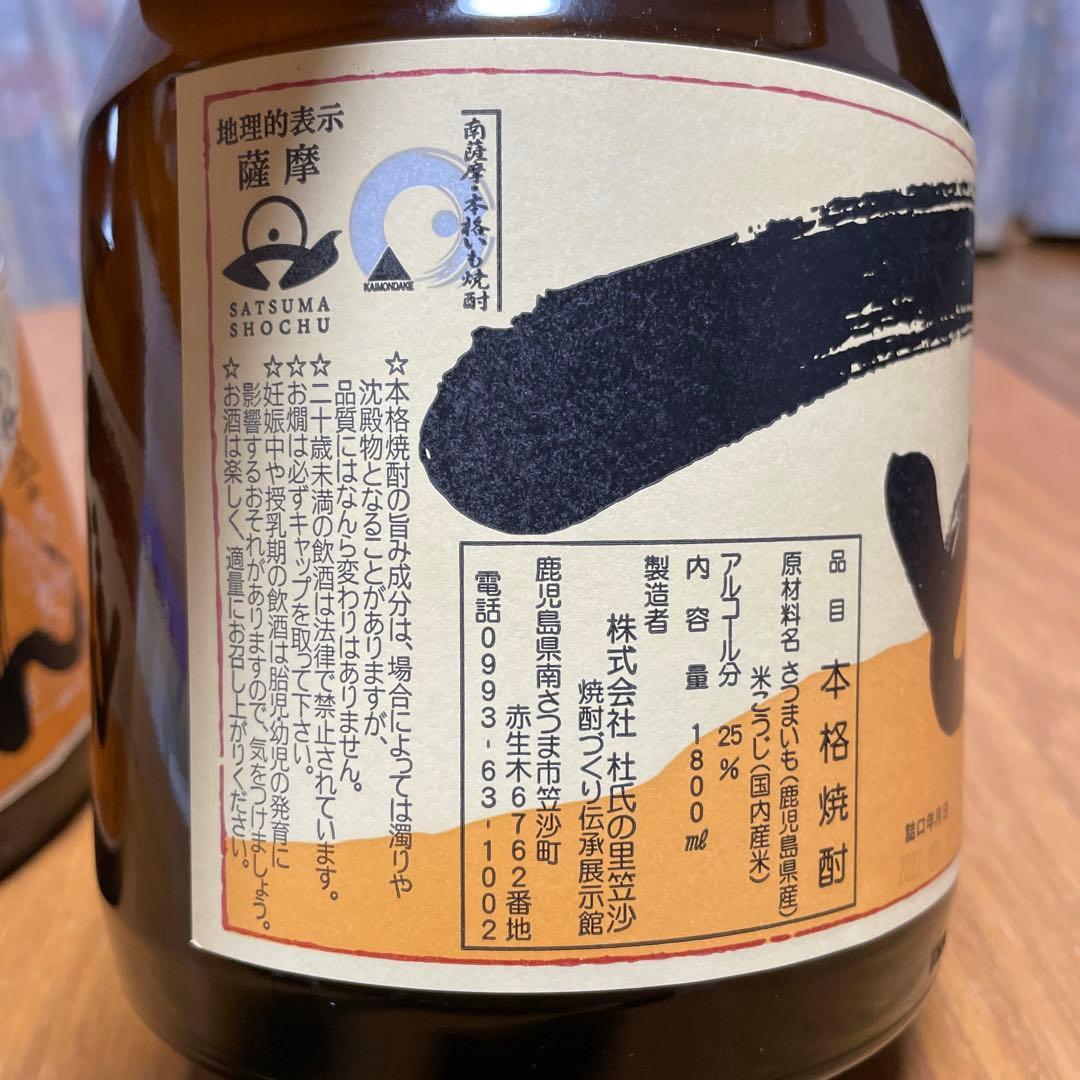 地理的表示
薩摩
SATSUMA
SHOCHU
南薩摩・本格いも焼酎
KAIMONDAKE
☆本格焼酎の旨み成分は、場合によっては濁りや
沈殿物となることがありますが、
品質にはなんら変わりはありません。
☆二十歳未満の飲酒は法律で禁止されています。
☆お燗は必ずキャップを取って下さい。
☆妊娠中や授乳期の飲酒は胎児・幼児の発育に
影響するおそれがありますので、気をつけましょう。
☆お酒は楽しく、適量にお召し上がりください。
品目 本格焼酎
原材料名 さつまいも(鹿児島県産)
米こうじ(国内産米)
アルコール分 25%
内容量 1800㎖
製造者
株式会社 杜氏の里笠沙
焼酎づくり伝承展示館
鹿児島県南さつま市笠沙町
赤生木6762番地
電話0993-63-1002
詰口年月日